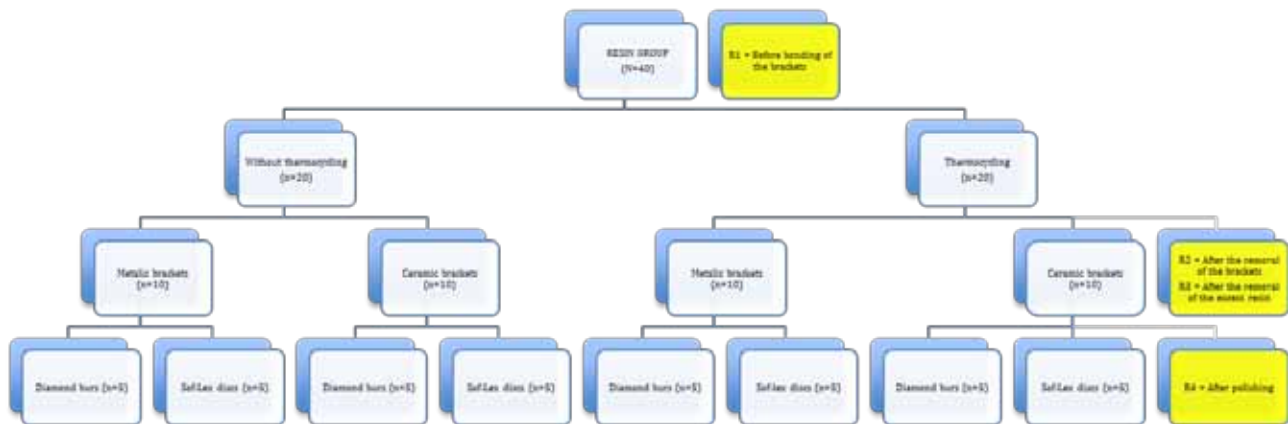 RESIN GROUP
(N=40)
R1 = Before bonding of
the brackets
Without thermocycling
(n=20)
Thermocycling
(n=20)
Metalic brackets
(n=10)
Ceramic brackets
(n=10)
Metalic brackets
(n=10)
Ceramic brackets
(n=10)
R2 = After the removal
of the brackets
R3 = After the removal
of the excess resin
Diamond burs (n=5)
Sof-Lex discs (n=5)
Diamond burs (n=5)
Sof-Lex discs (n=5)
Diamond burs (n=5)
Sof-Lex discs (n=5)
Diamond burs (n=5)
Sof-Lex discs (n=5)
R4 = After polishing